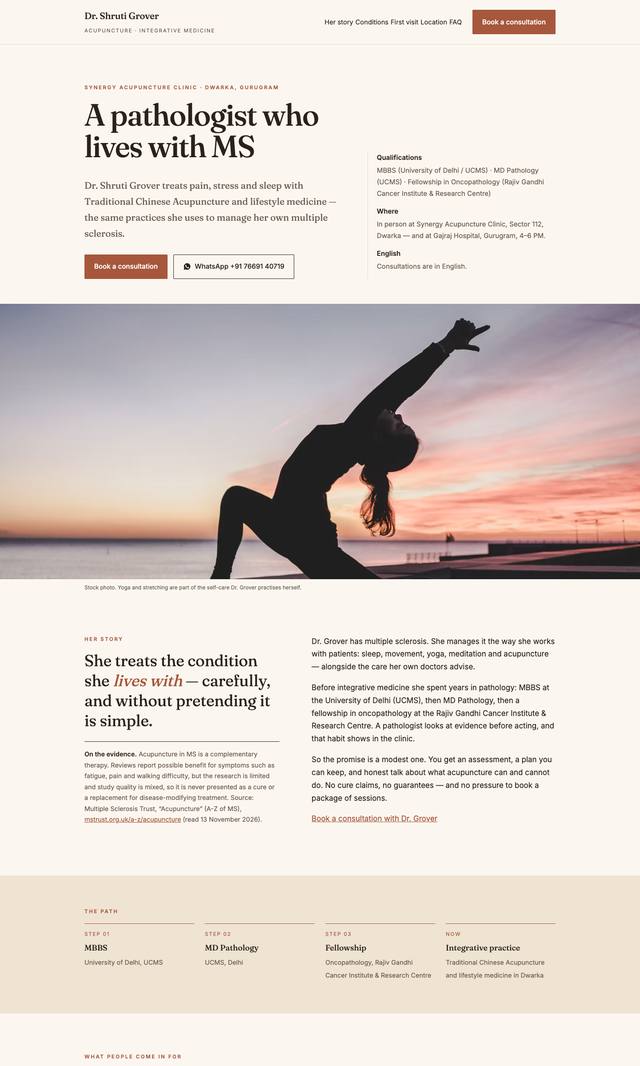 Dr. Shruti Grover
ACUPUNCTURE · INTEGRATIVE MEDICINE
Her story Conditions First visit Location FAQ
Book a consultation
SYNERGY ACUPUNCTURE CLINIC · DWARKA, GURUGRAM
A pathologist who
lives with MS
Dr. Shruti Grover treats pain, stress and sleep with
Traditional Chinese Acupuncture and lifestyle medicine —
the same practices she uses to manage her own multiple
sclerosis.
Book a consultation
WhatsApp +91 76691 40719
Qualifications
MBBS (University of Delhi / UCMS) · MD Pathology
(UCMS) · Fellowship in Oncopathology (Rajiv Gandhi
Cancer Institute & Research Centre)
Where
In person at Synergy Acupuncture Clinic, Sector 112,
Dwarka — and at Gajraj Hospital, Gurugram, 4–6 PM.
English
Consultations are in English.
Stock photo. Yoga and stretching are part of the self-care Dr. Grover practises herself.
HER STORY
She treats the condition
she lives with — carefully,
and without pretending it
is simple.
On the evidence. Acupuncture in MS is a complementary
therapy. Reviews report possible benefit for symptoms such as
fatigue, pain and walking difficulty, but the research is limited
and study quality is mixed, so it is never presented as a cure or
a replacement for disease-modifying treatment. Source:
Multiple Sclerosis Trust, "Acupuncture" (A-Z of MS),
mstrust.org.uk/a-z/acupuncture (read 13 November 2026).
Dr. Grover has multiple sclerosis. She manages it the way she works
with patients: sleep, movement, yoga, meditation and acupuncture
— alongside the care her own doctors advise.
Before integrative medicine she spent years in pathology: MBBS at
the University of Delhi (UCMS), then MD Pathology, then a
fellowship in oncopathology at the Rajiv Gandhi Cancer Institute &
Research Centre. A pathologist looks at evidence before acting, and
that habit shows in the clinic.
So the promise is a modest one. You get an assessment, a plan you
can keep, and honest talk about what acupuncture can and cannot
do. No cure claims, no guarantees — and no pressure to book a
package of sessions.
Book a consultation with Dr. Grover
THE PATH
STEP 01
MBBS
University of Delhi, UCMS
STEP 02
MD Pathology
UCMS, Delhi
STEP 03
Fellowship
Oncopathology, Rajiv Gandhi
Cancer Institute & Research Centre
NOW
Integrative practice
Traditional Chinese Acupuncture
and lifestyle medicine in Dwarka
WHAT PEOPLE COME IN FOR